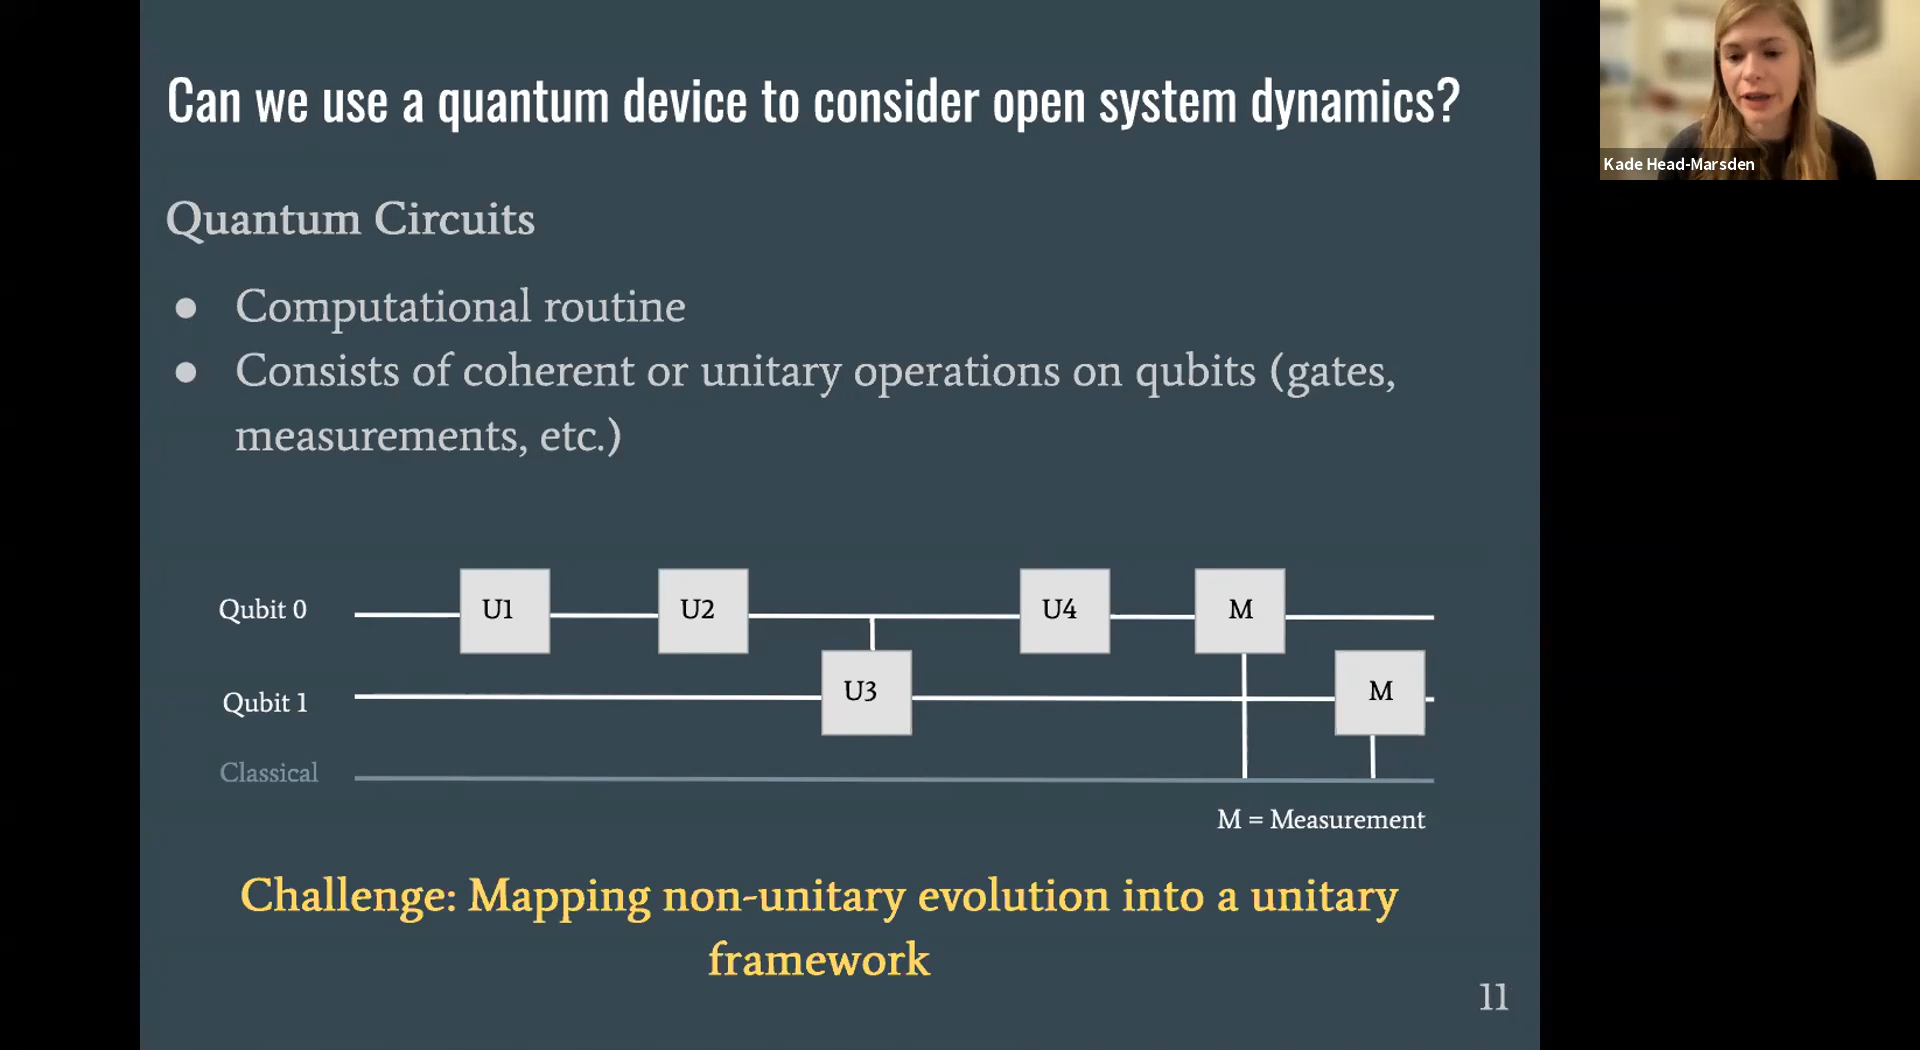 Can we use a quantum device to consider open system dynamics?
Kade Head-Marsden
Quantum Circuits
● Computational routine
● Consists of coherent or unitary operations on qubits (gates,
measurements, etc.)
Qubit 0 U1 U2 U4 M
Qubit 1 U3 M
Classical
M = Measurement
Challenge: Mapping non-unitary evolution into a unitary
framework
11